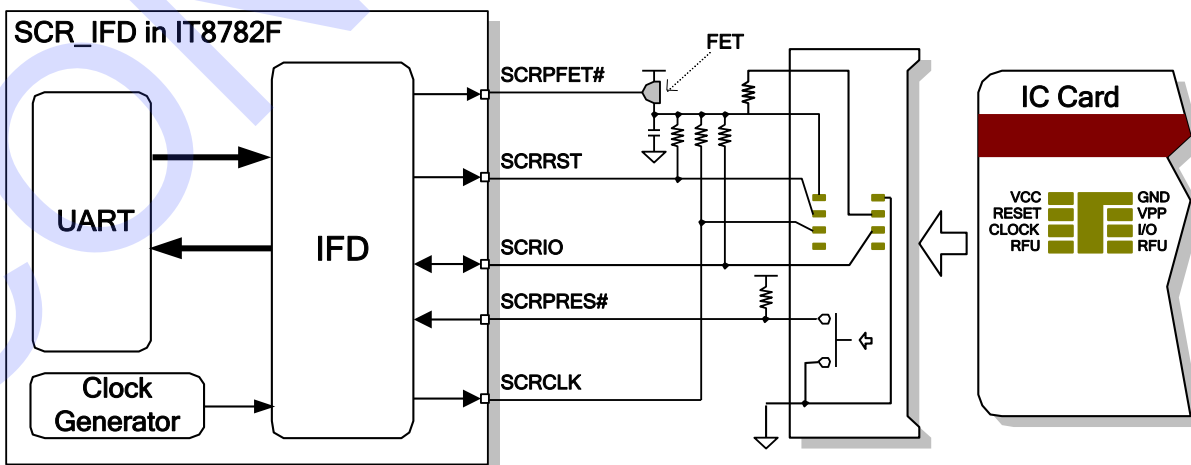 SCR_IFD in IT8782F
UART
IFD
Clock
Generator
SCRPFET#
SCRRST
SCRIO
SCRPRES#
SCRCLK
FET
IC Card
VCC
RESET
CLOCK
RFU
GND
VPP
I/O
RFU